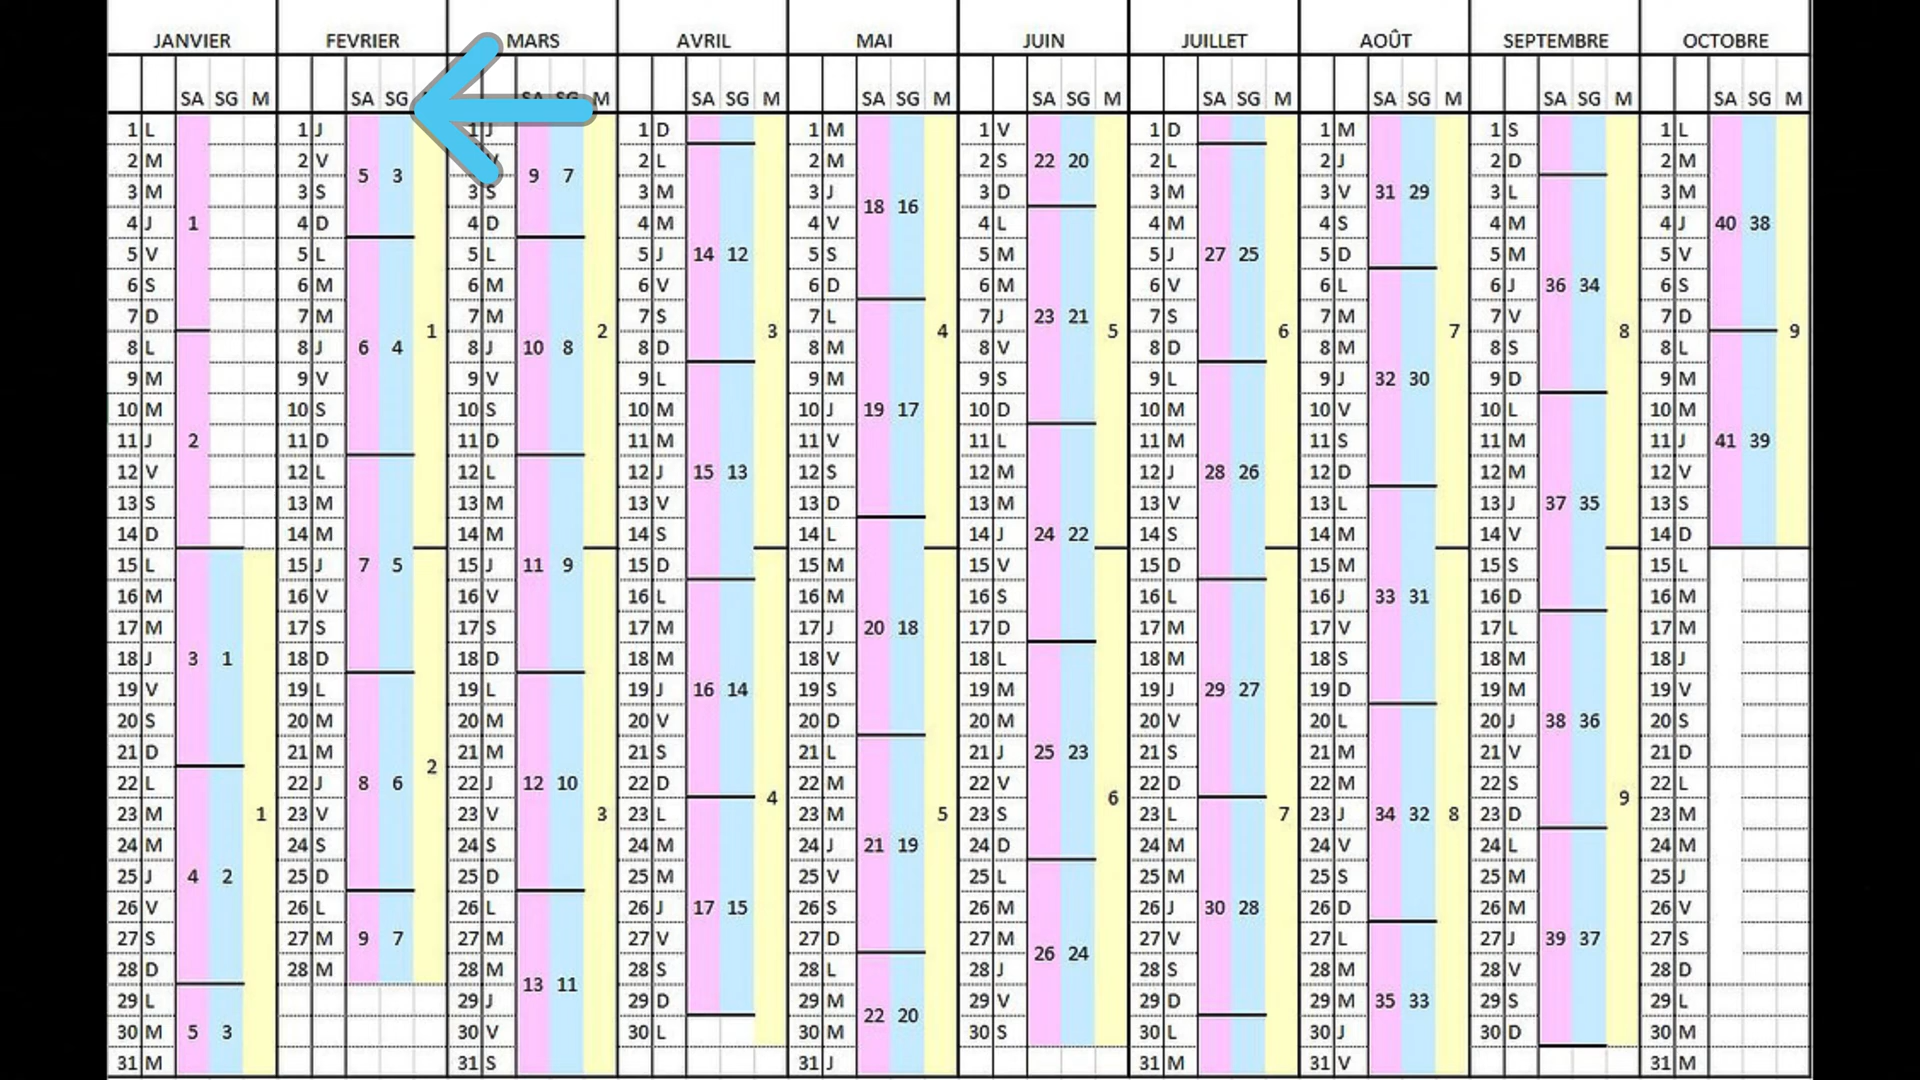 JANVIER FEVRIER MARS AVRIL MAI JUIN JUILLET AOÛT SEPTEMBRE OCTOBRE
SA SG M SA SG SA SG M SA SG M SA SG M SA SG M SA SG M SA SG M SA SG M SA SG M
1 L 1 J 1 J 1 D 1 M 1 V 1 D 1 M 1 S 1 L
2 M 2 V 2 L 2 M 2 S 22 20 2 L 2 J 2 D 2 M
3 M 3 S 5 3 3 S 9 7 3 M 3 J 3 D 3 M 3 V 31 29 3 L 3 M
4 J 1 4 D 4 D 4 M 4 V 18 16 4 L 4 M 4 S 4 M 4 J 40 38
5 V 5 L 5 L 5 J 14 12 5 S 5 M 5 J 27 25 5 D 5 M 5 V
6 S 6 M 6 M 6 V 6 D 6 M 6 V 6 L 6 J 36 34 6 S
7 D 7 M 7 M 7 S 7 L 7 J 23 21 7 S 7 M 7 V 7 D
8 L 8 J 6 4 1 8 J 10 8 2 8 D 3 8 M 4 8 V 5 8 D 6 8 M 7 8 S 8 8 L 9
9 M 9 V 9 V 9 L 9 M 9 S 9 L 9 J 32 30 9 D 9 M
10 M 10 S 10 S 10 M 10 J 19 17 10 D 10 M 10 V 10 L 10 M
11 J 2 11 D 11 D 11 M 11 V 11 L 11 M 11 S 11 M 11 J 41 39
12 V 12 L 12 L 12 J 15 13 12 S 12 M 12 J 28 26 12 D 12 M 12 V
13 S 13 M 13 M 13 V 13 D 13 M 13 V 13 L 13 J 37 35 13 S
14 D 14 M 14 M 14 S 14 L 14 J 24 22 14 S 14 M 14 V 14 D
15 L 15 J 7 5 15 J 11 9 15 D 15 M 15 V 15 D 15 M 15 S 15 L
16 M 16 V 16 V 16 L 16 M 16 S 16 L 16 J 33 31 16 D 16 M
17 M 17 S 17 S 17 M 17 J 20 18 17 D 17 M 17 V 17 L 17 M
18 J 3 1 18 D 18 D 18 M 18 V 18 L 18 M 18 S 18 M 18 J
19 V 19 L 19 L 19 J 16 14 19 S 19 M 19 J 29 27 19 D 19 M 19 V
20 S 20 M 20 M 20 V 20 D 20 M 20 V 20 L 20 J 38 36 20 S
21 D 21 M 21 M 21 S 21 L 21 J 25 23 21 S 21 M 21 V 21 D
22 L 22 J 8 6 2 22 J 12 10 22 D 22 M 22 V 22 D 22 M 22 S 22 L
23 M 1 23 V 23 V 3 23 L 4 23 M 5 23 S 6 23 L 7 23 J 34 32 8 23 D 9 23 M
24 M 24 S 24 S 24 M 24 J 21 19 24 D 24 M 24 V 24 L 24 M
25 J 4 2 25 D 25 D 25 M 25 V 25 L 25 M 25 S 25 M 25 J
26 V 26 L 26 L 26 J 17 15 26 S 26 M 26 J 30 28 26 D 26 M 26 V
27 S 27 M 9 7 27 M 27 V 27 D 27 M 27 V 27 L 27 J 39 37 27 S
28 D 28 M 28 M 28 S 28 L 28 J 26 24 28 S 28 M 28 V 28 D
29 L 29 J 13 11 29 D 29 M 29 V 29 D 29 M 35 33 29 S 29 L
30 M 5 3 30 V 30 L 30 M 22 20 30 S 30 L 30 J 30 D 30 M
31 M 31 S 31 J 31 M 31 V 31 M